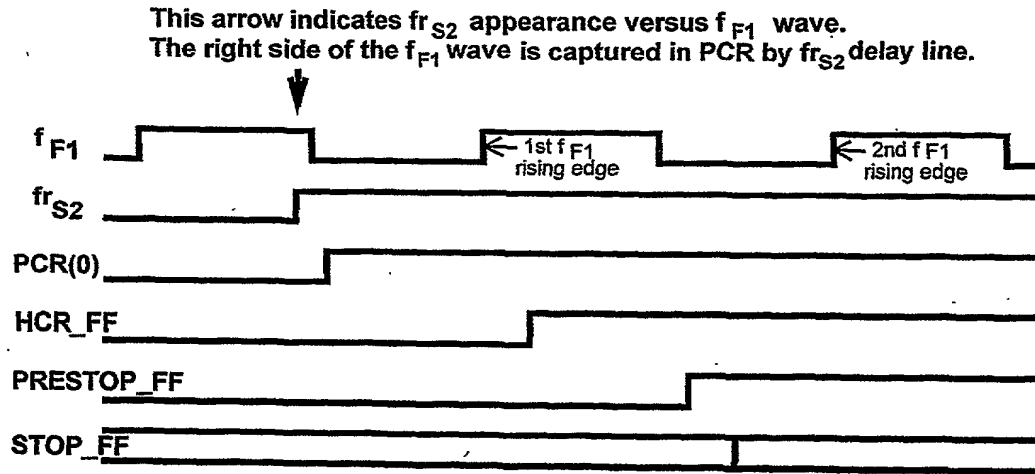 This arrow indicates fr S2 appearance versus f F1 wave.
The right side of the f F1 wave is captured in PCR by fr S2 delay line.
f F1
1st f F1
rising edge
2nd f F1
rising edge
fr S2
PCR(0)
HCR_FF
PRESTOP_FF
STOP_FF